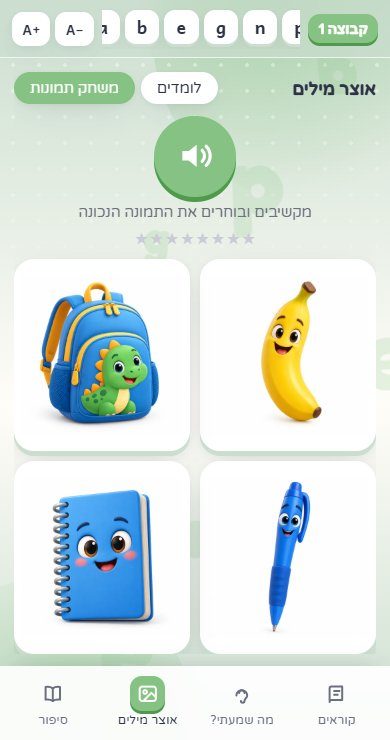 קבוצה 1 p n g e b g A- A+
אוצר מילים לומדים משחק תמונות
מקשיבים ובוחרים את התמונה הנכונה
קוראים מה שמעתי? אוצר מילים סיפור